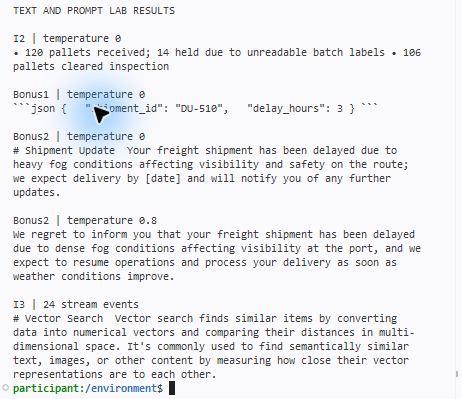 TEXT AND PROMPT LAB RESULTS
I2 | temperature 0
• 120 pallets received; 14 held due to unreadable batch labels • 106
pallets cleared inspection
Bonus1 | temperature 0
```json {   "shipment_id": "DU-510",   "delay_hours": 3 } ```
Bonus2 | temperature 0
# Shipment Update  Your freight shipment has been delayed due to
heavy fog conditions affecting visibility and safety on the route;
we expect delivery by [date] and will notify you of any further
updates.
Bonus2 | temperature 0.8
We regret to inform you that your freight shipment has been delayed
due to dense fog conditions affecting visibility at the port, and we
expect to resume operations and process your delivery as soon as
weather conditions improve.
I3 | 24 stream events
# Vector Search  Vector search finds similar items by converting
data into numerical vectors and comparing their distances in multi-
dimensional space. It's commonly used to find semantically similar
text, images, or other content by measuring how close their vector
representations are to each other.
participant:/environment$